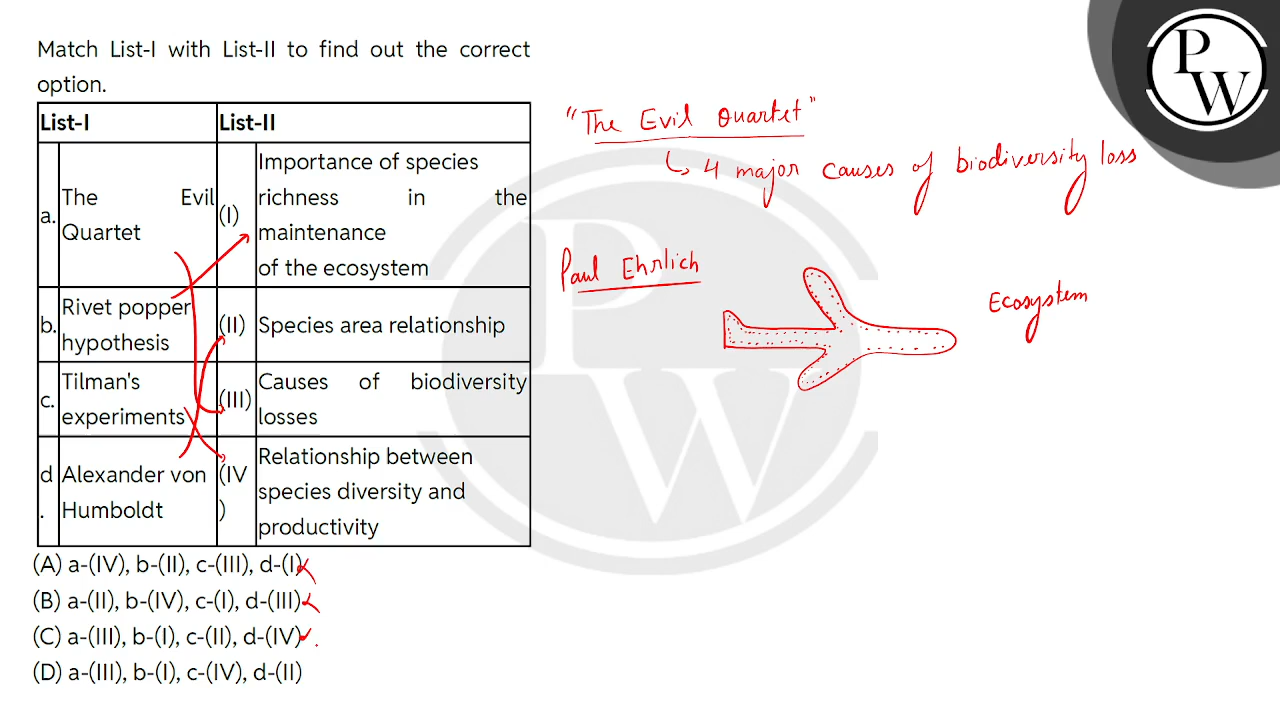 Match List-I with List-II to find out the correct
option.
List-I List-II
a. The Evil Quartet (I) Importance of species richness in the maintenance of the ecosystem
b. Rivet popper hypothesis (II) Species area relationship
c. Tilman's experiments (III) Causes of biodiversity losses
d. Alexander von Humboldt (IV) Relationship between species diversity and productivity
(A) a-(IV), b-(II), c-(III), d-(I)
(B) a-(II), b-(IV), c-(I), d-(III)
(C) a-(III), b-(I), c-(II), d-(IV)
(D) a-(III), b-(I), c-(IV), d-(II)
"The Evil Quartet"
↳ 4 major causes of biodiversity loss
Paul Ehrlich
Ecosystem
PW
PW